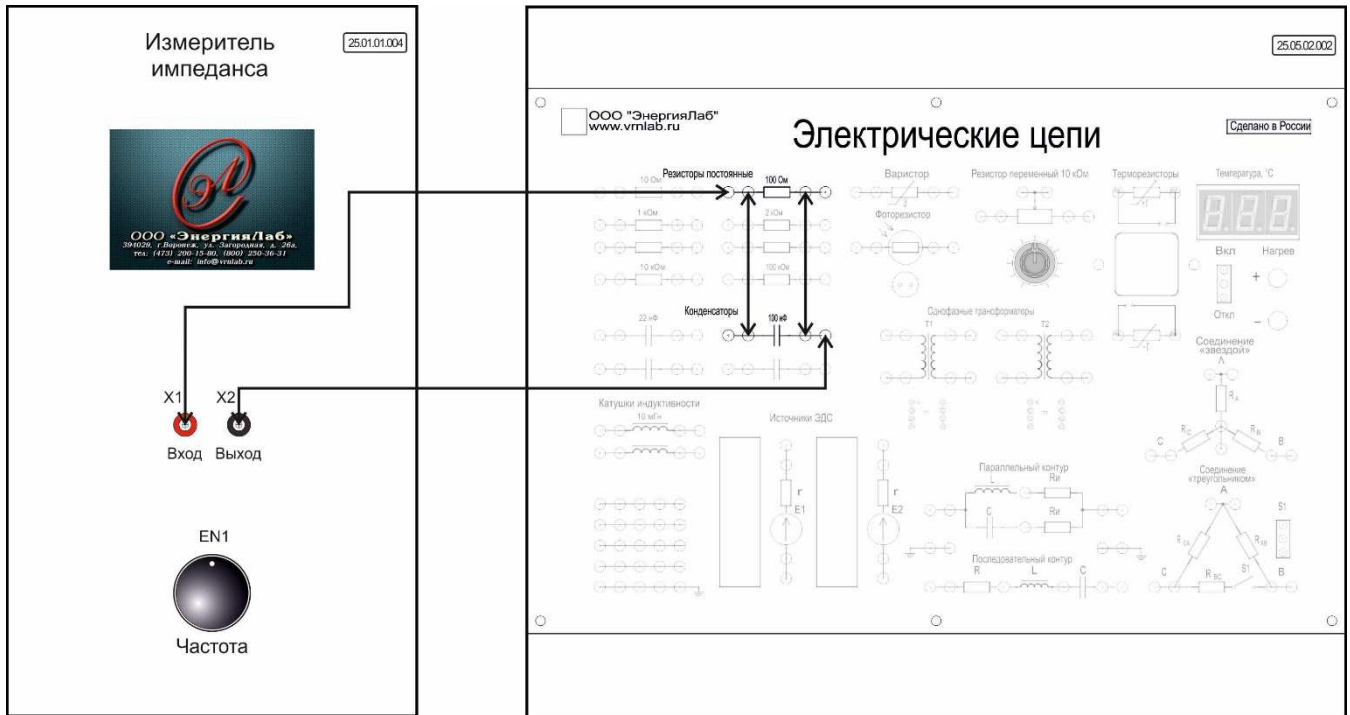 Измеритель
импеданса
25.01.01.004
ООО «ЭнергияЛаб»
394029, г.Воронеж, ул. Загородная, д. 26а,
тел: (473) 200-15-80, (800) 250-36-31
e-mail: info@vrnlab.ru
X1 X2
Вход Выход
EN1
Частота
25.05.02.002
ООО "ЭнергияЛаб"
www.vrnlab.ru
Электрические цепи
Сделано в России
Резисторы постоянные
10 Ом
100 Ом
1 кОм
2 кОм
10 кОм
100 кОм
Конденсаторы
22 нФ
100 нФ
Катушки индуктивности
10 мГн
Варистор
Фоторезистор
Резистор переменный 10 кОм
Терморезисторы
Температура, °С
Вкл
Нагрев
+
Откл
−
Однофазные трансформаторы
T1
T2
Источники ЭДС
r
E1
r
E2
Параллельный контур
L
Rи
C
Rи
Последовательный контур
R
L
C
Соединение
«звездой»
C
B
Соединение
«треугольником»
A
S1
C
R BC
S1
B